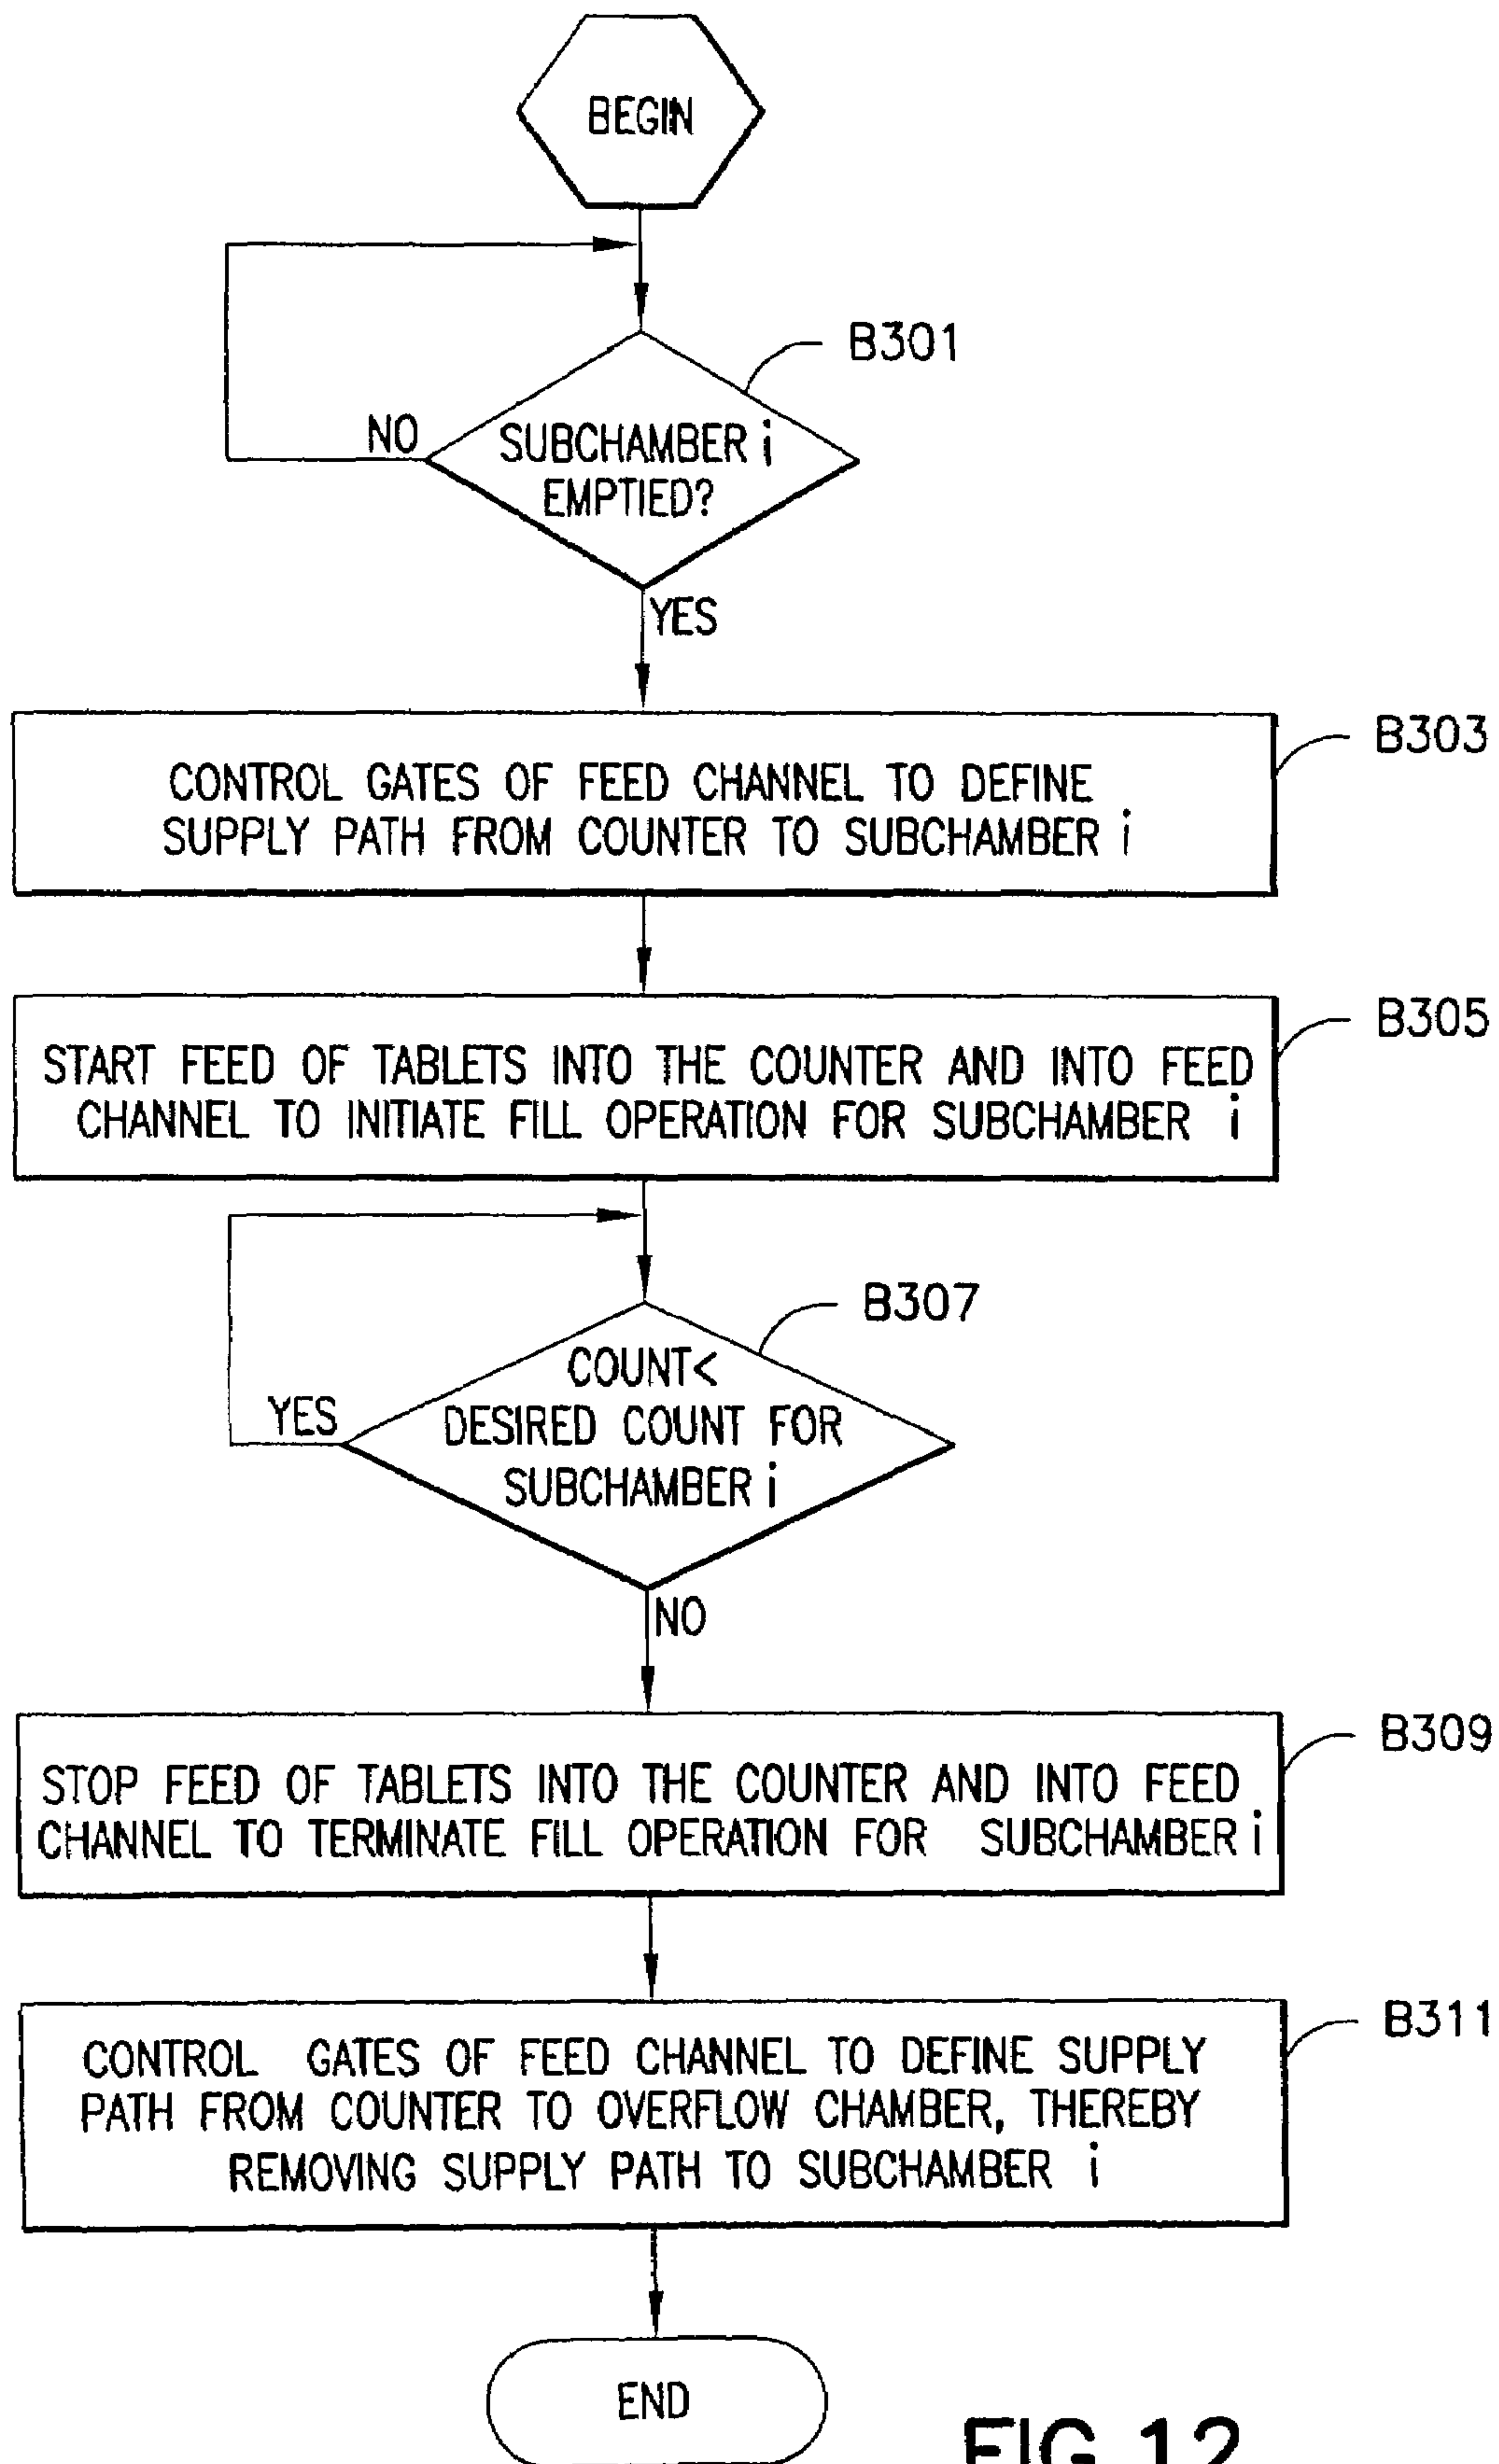 BEGIN
B301
NO
SUBCHAMBER i
EMPTIED?
YES
B303
CONTROL GATES OF FEED CHANNEL TO DEFINE
SUPPLY PATH FROM COUNTER TO SUBCHAMBER i
B305
START FEED OF TABLETS INTO THE COUNTER AND INTO FEED
CHANNEL TO INITIATE FILL OPERATION FOR SUBCHAMBER i
B307
COUNT<
YES
DESIRED COUNT FOR
SUBCHAMBER i
NO
B309
STOP FEED OF TABLETS INTO THE COUNTER AND INTO FEED
CHANNEL TO TERMINATE FILL OPERATION FOR SUBCHAMBER i
B311
CONTROL GATES OF FEED CHANNEL TO DEFINE SUPPLY
PATH FROM COUNTER TO OVERFLOW CHAMBER, THEREBY
REMOVING SUPPLY PATH TO SUBCHAMBER i
END
FIG.12